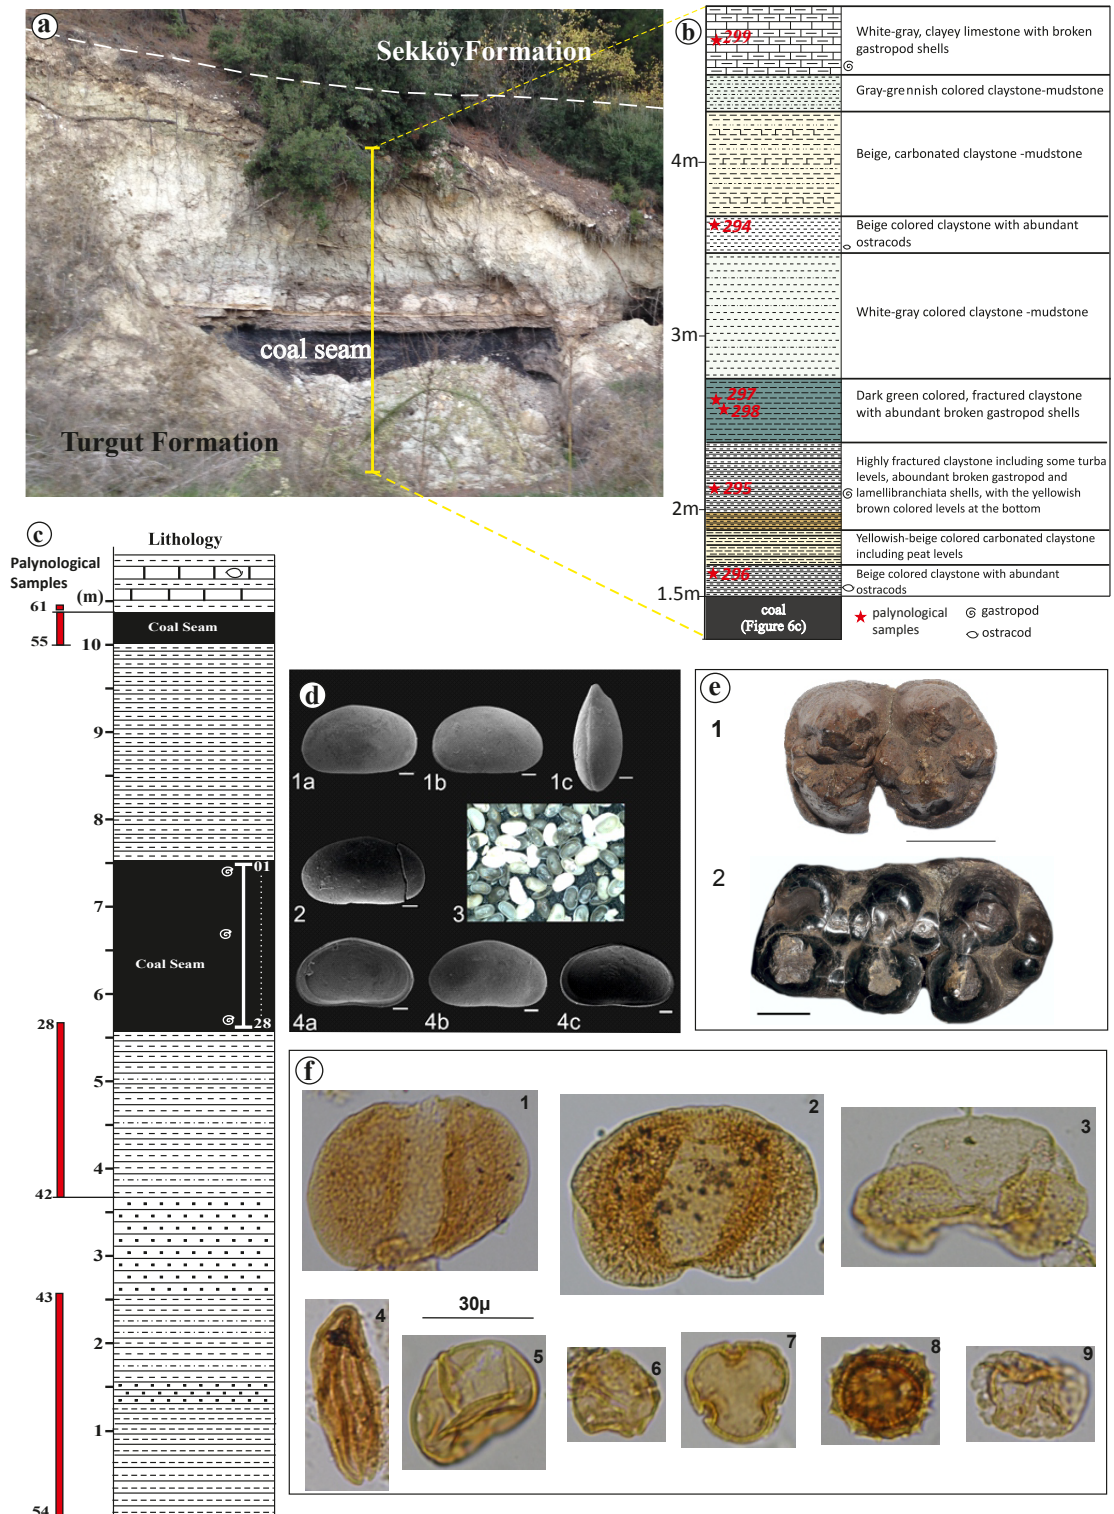 a
SekköyFormation
coal seam
Turgut Formation
b
299
White-gray, clayey limestone with broken
gastropod shells
Gray-grennish colored claystone-mudstone
4m
Beige, carbonated claystone -mudstone
294
Beige colored claystone with abundant
ostracods
White-gray colored claystone -mudstone
3m
297
298
Dark green colored, fractured claystone
with abundant broken gastropod shells
295
Highly fractured claystone including some turba
levels, aboundant broken gastropod and
lamellibranchiata shells, with the yellowish
brown colored levels at the bottom
2m
Yellowish-beige colored carbonated claystone
including peat levels
296
Beige colored claystone with abundant
ostracods
1.5m
coal
(Figure 6c)
palynological
samples
gastropod
ostracod
c
Lithology
Palynological
Samples
(m)
61
Coal Seam
55
10
9
8
01
7
Coal Seam
6
28
28
5
4
42
3
43
2
1
54
d
1a
1b
1c
2
3
4a
4b
4c
e
1
2
f
1
2
3
4
30µ
5
6
7
8
9